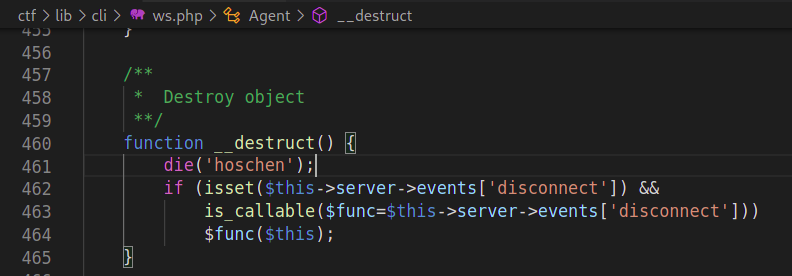 ctf > lib > cli > ws.php > Agent > __destruct
455 }
456
457 /**
458 * Destroy object
459 **/
460 function __destruct() {
461 die('hoschen');
462 if (isset($this->server->events['disconnect']) &&
463 is_callable($func=$this->server->events['disconnect']))
464 $func($this);
465 }